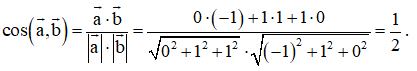 cos(a⃗,b⃗) = (a⃗·b⃗)/(|a⃗|·|b⃗|) = (0·(-1)+1·1+1·0)/(√(0²+1²+1²)·√((-1)²+1²+0²)) = 1/2.